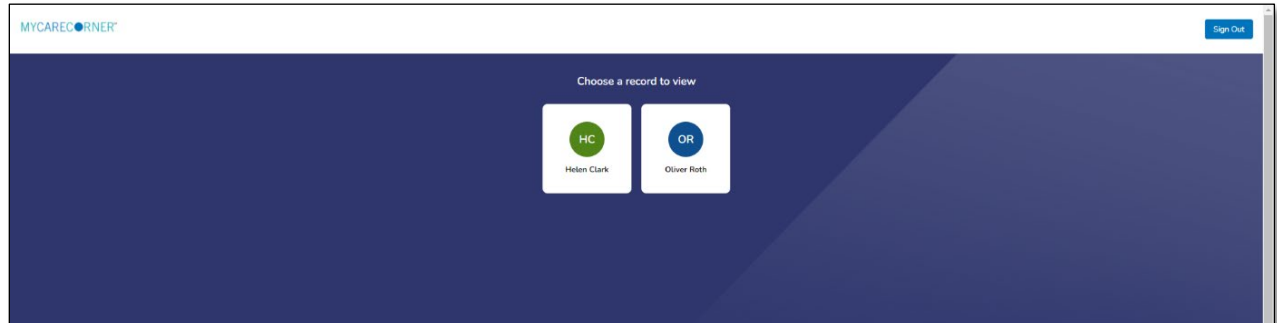 MYCARECORNER
Sign Out
Choose a record to view
HC
OR
Helen Clark
Oliver Roth